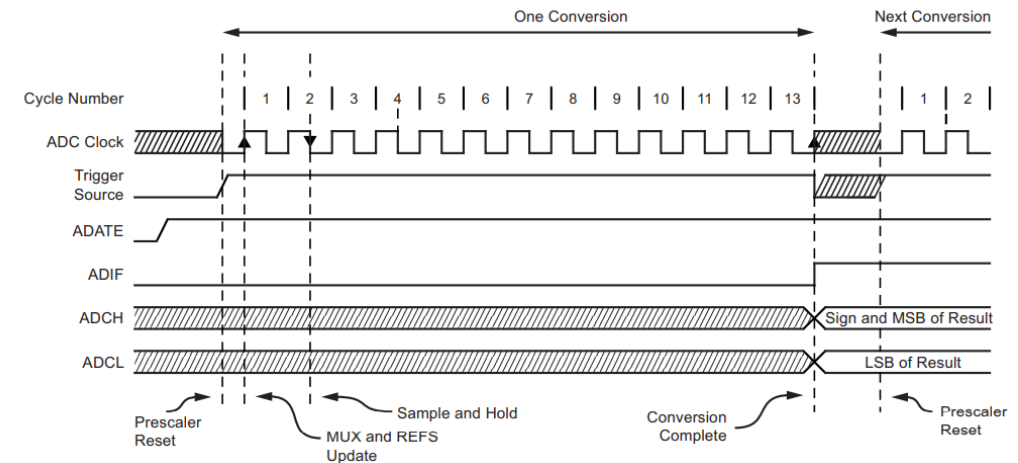 One Conversion
Next Conversion
Cycle Number
1 2 3 4 5 6 7 8 9 10 11 12 13 1 2
ADC Clock
Trigger
Source
ADATE
ADIF
ADCH
Sign and MSB of Result
ADCL
LSB of Result
Prescaler
Reset
MUX and REFS
Update
Sample and Hold
Conversion
Complete
Prescaler
Reset